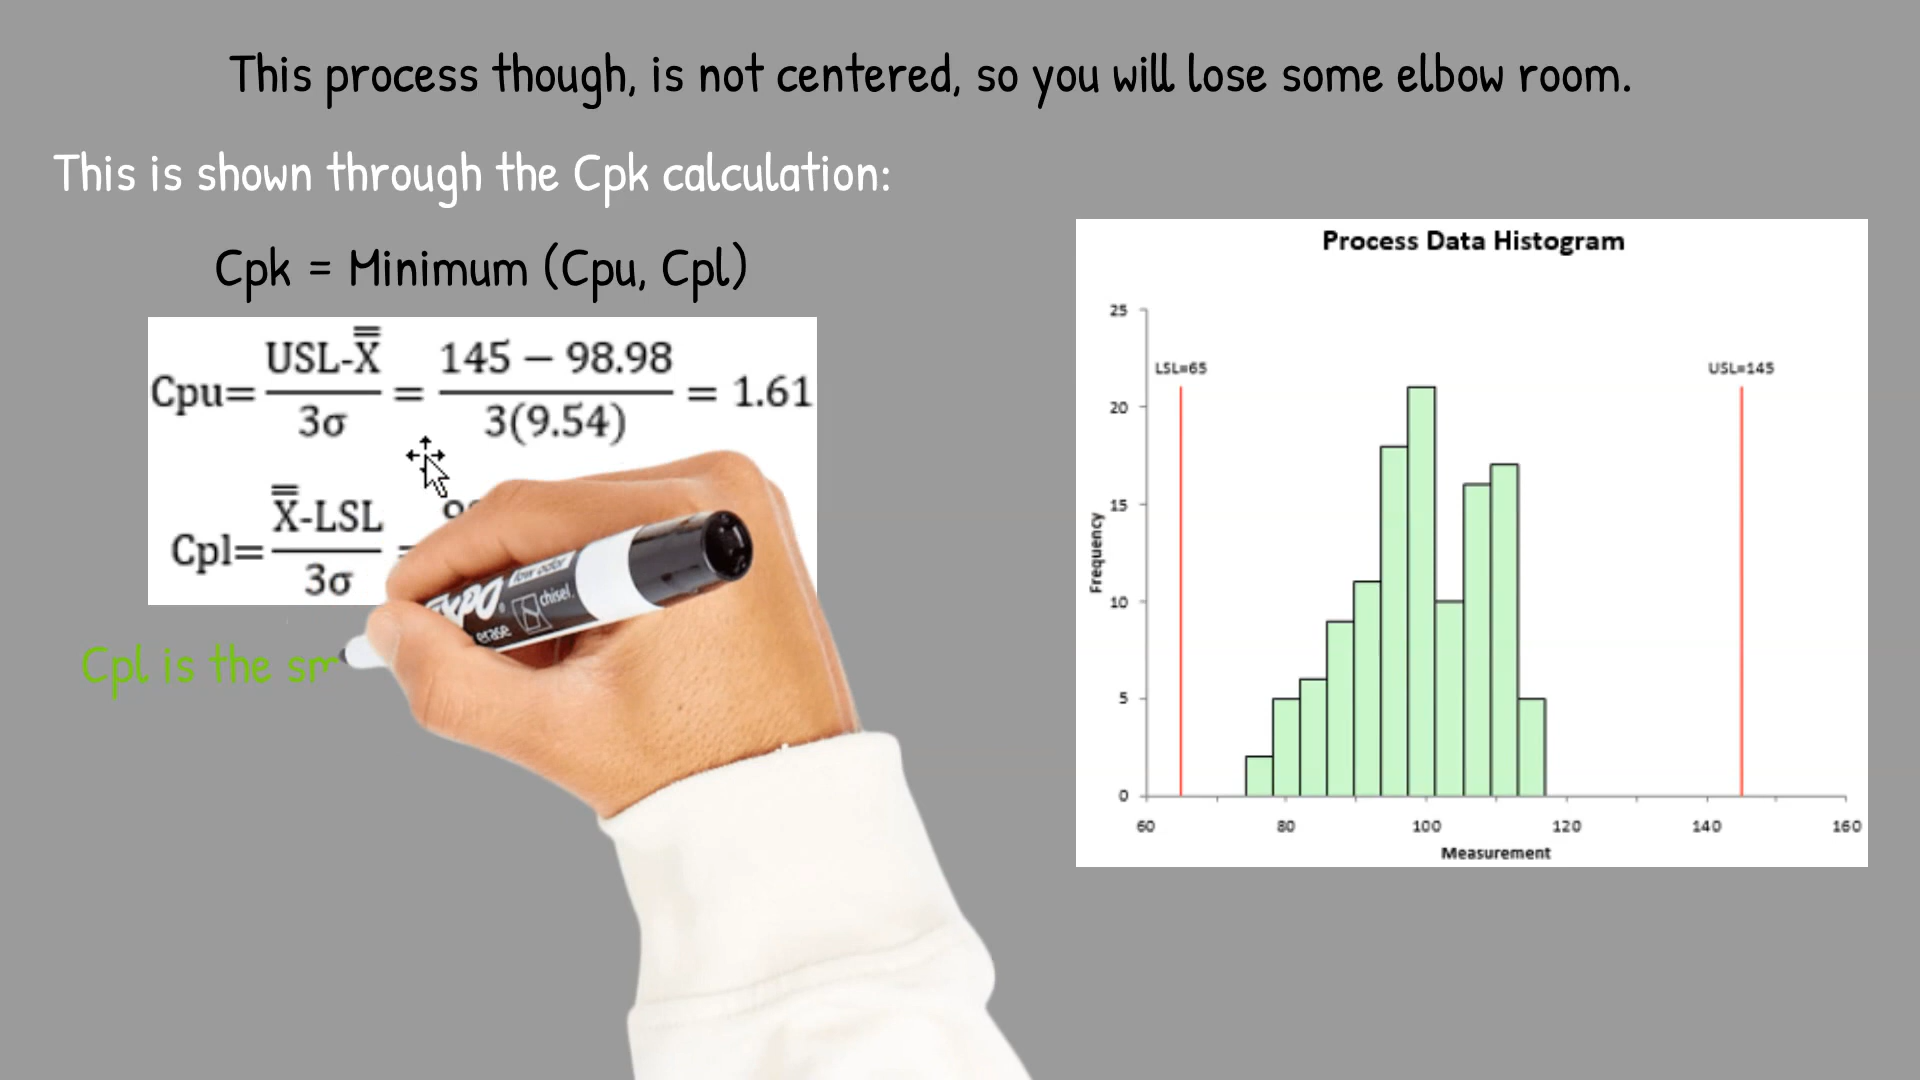 This process though, is not centered, so you will lose some elbow room.
This is shown through the Cpk calculation:
Cpk = Minimum (Cpu, Cpl)
Cpu= USL-X̿ / 3σ = 145 − 98.98 / 3(9.54) = 1.61
Cpl= X̿-LSL / 3σ =
Cpl is the sm
low odor
chisel.
erase
Process Data Histogram
25
LSL=65 USL=145
20
15
Frequency
10
5
0
60 80 100 120 140 160
Measurement